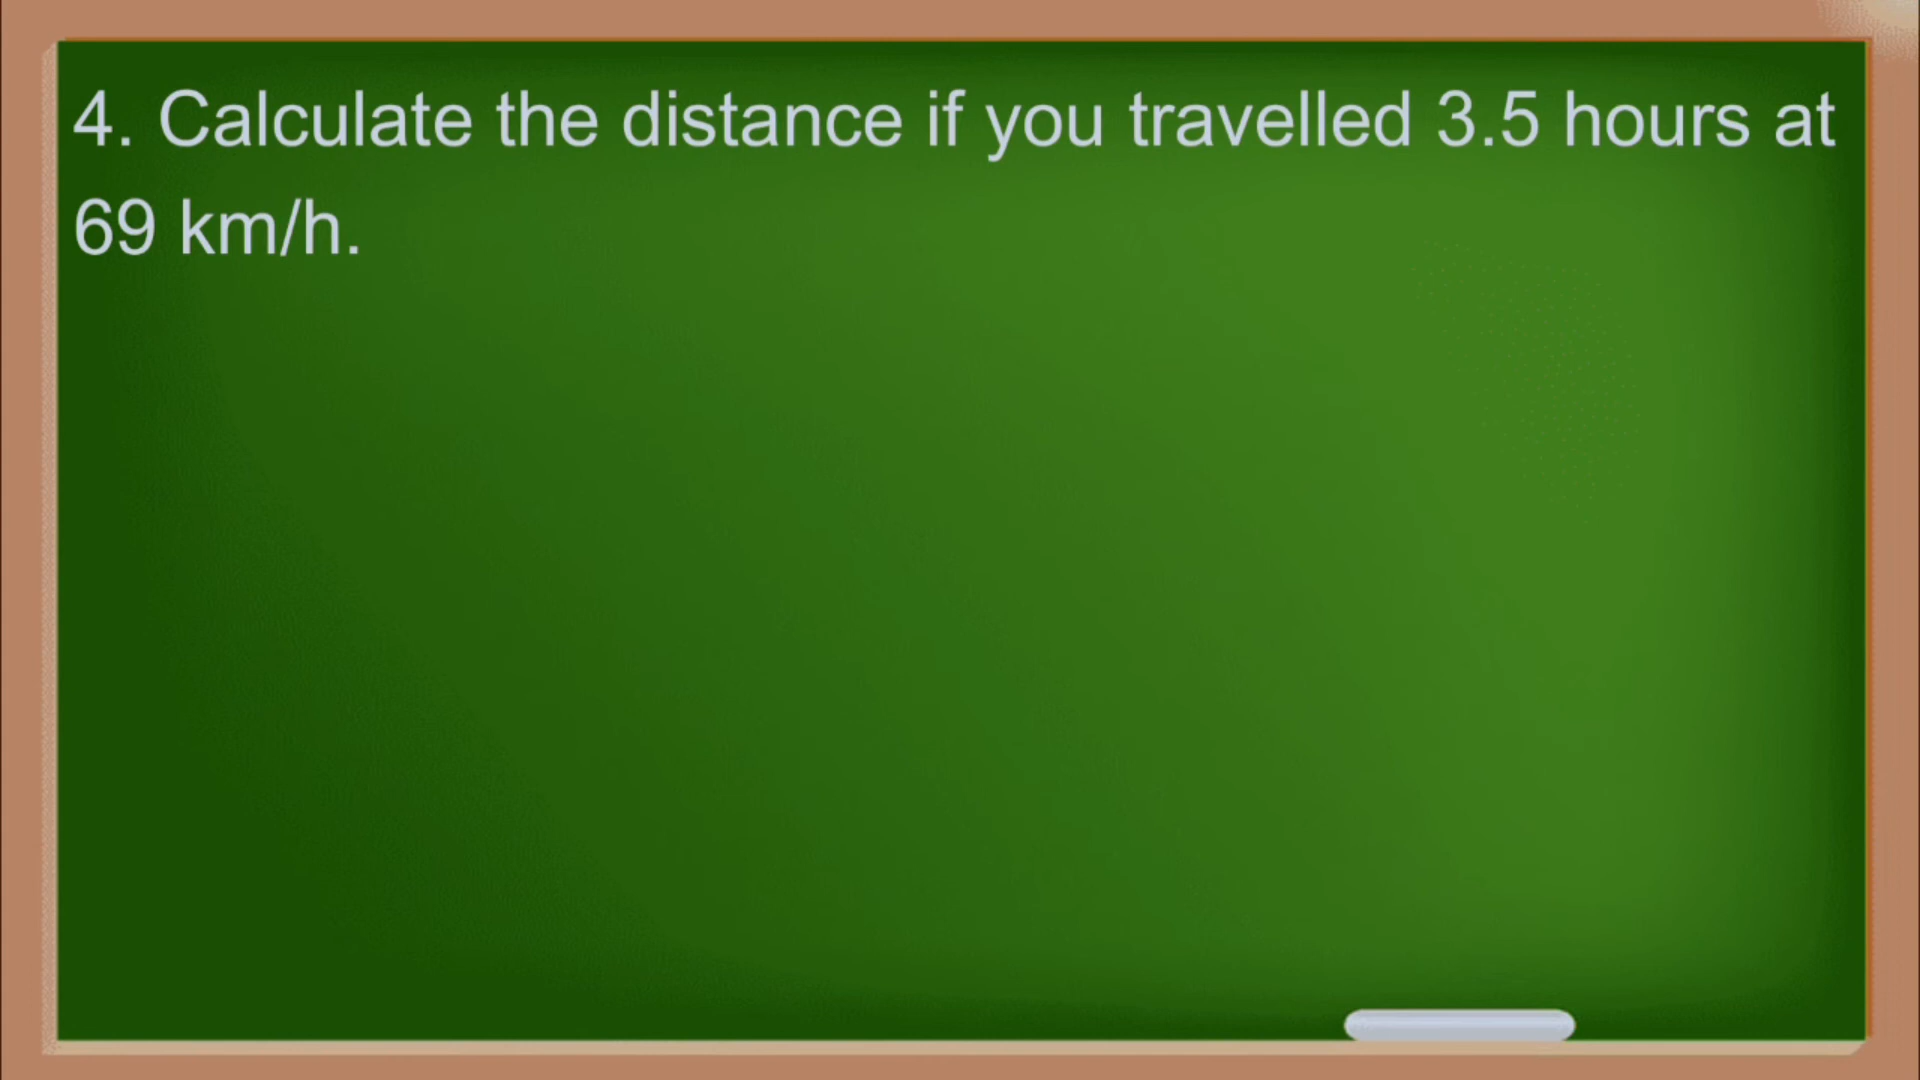 4. Calculate the distance if you travelled 3.5 hours at
69 km/h.